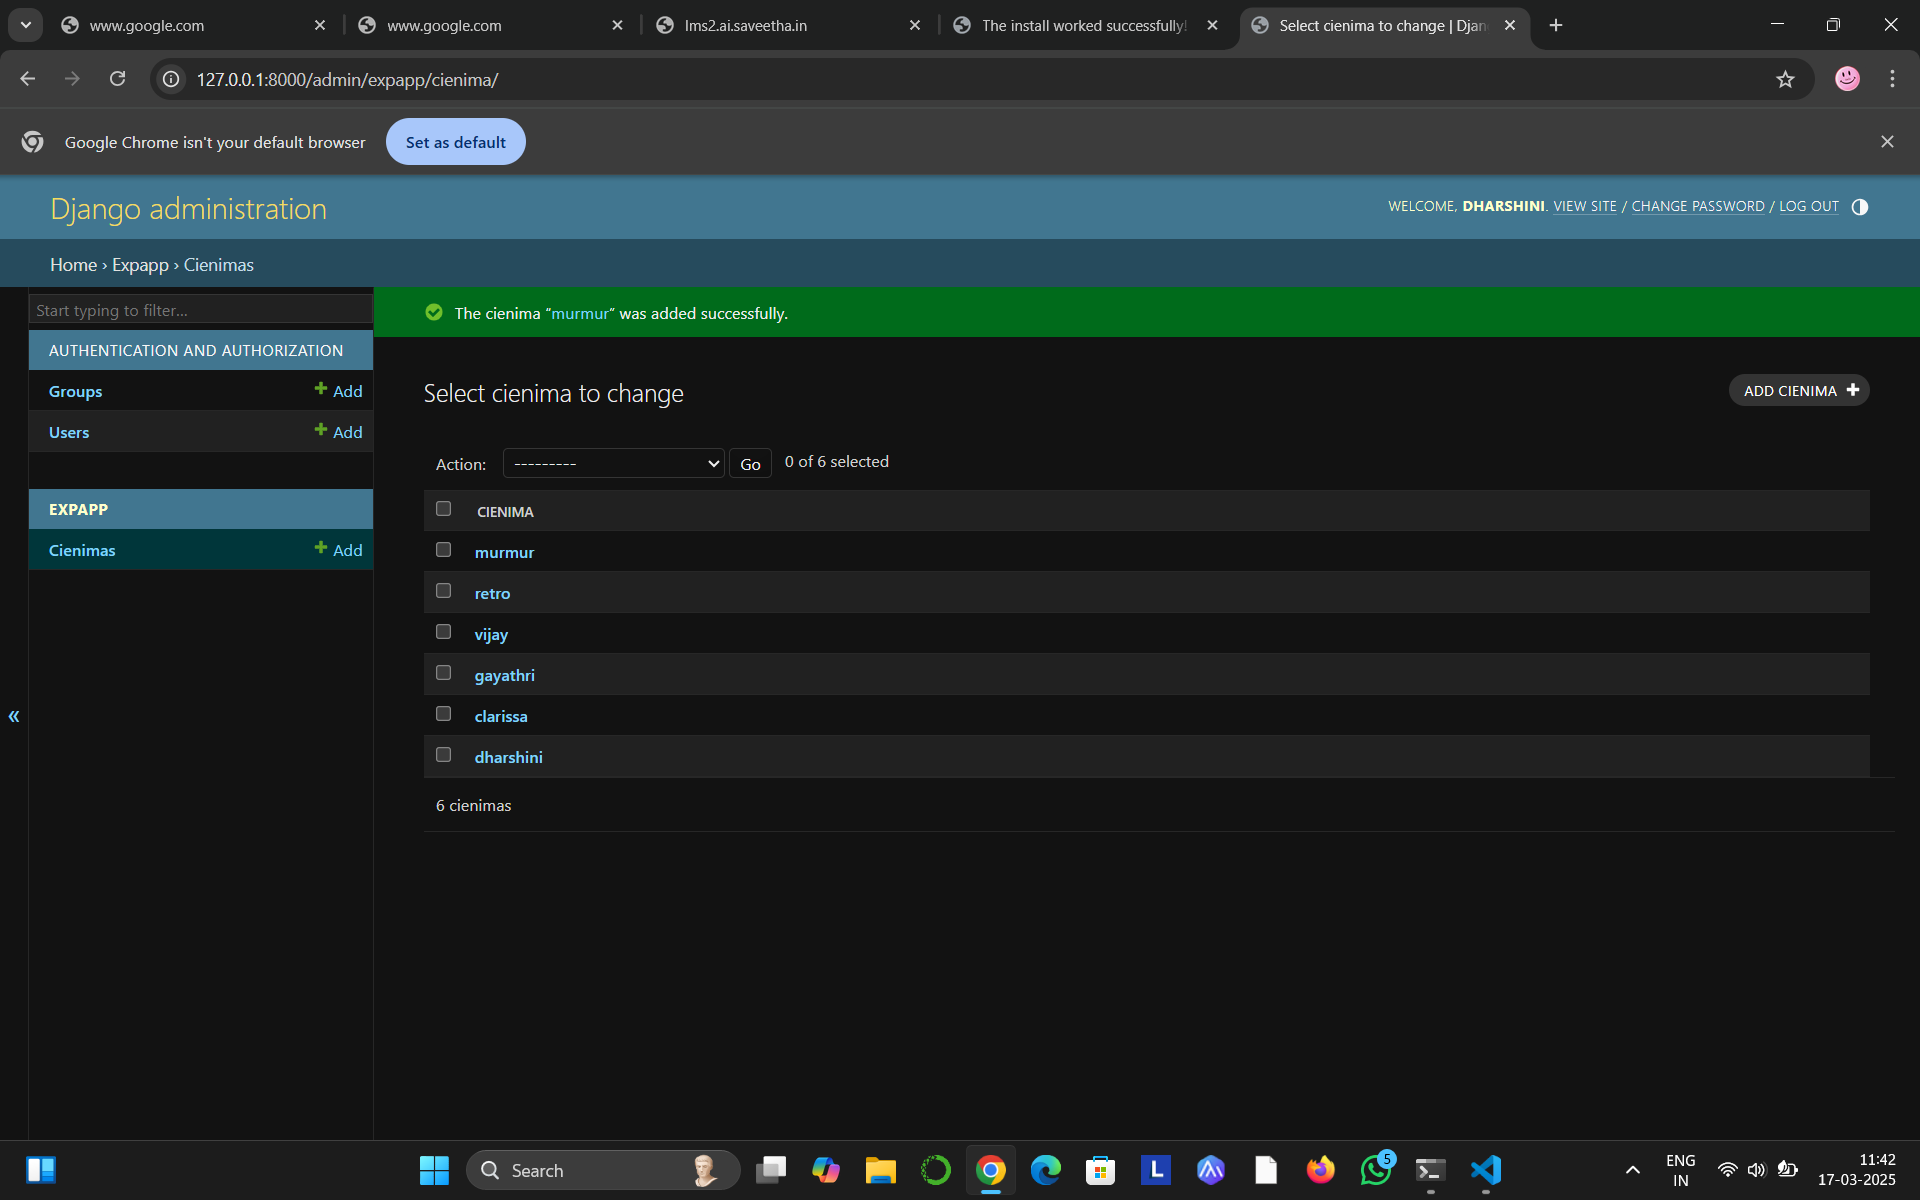 www.google.com
www.google.com
lms2.ai.saveetha.in
The install worked successfully!
Select cienima to change | Djan
127.0.0.1:8000/admin/expapp/cienima/
Google Chrome isn't your default browser
Set as default
Django administration
WELCOME, DHARSHINI. VIEW SITE / CHANGE PASSWORD / LOG OUT
Home › Expapp › Cienimas
Start typing to filter...
AUTHENTICATION AND AUTHORIZATION
Groups Add
Users Add
EXPAPP
Cienimas Add
The cienima “murmur” was added successfully.
Select cienima to change
ADD CIENIMA
Action: --------- Go 0 of 6 selected
CIENIMA
murmur
retro
vijay
gayathri
clarissa
dharshini
6 cienimas
«
Search
L
5
ENG
IN
11:42
17-03-2025